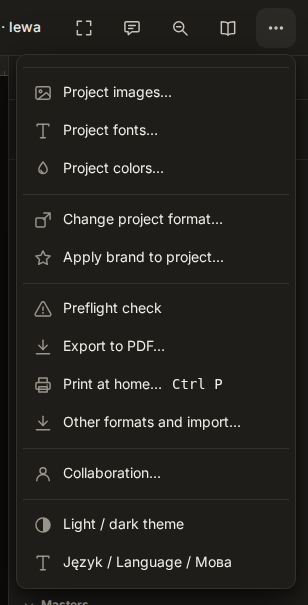 · Iewa
Project images...
Project fonts...
Project colors...
Change project format...
Apply brand to project...
Preflight check
Export to PDF...
Print at home... Ctrl P
Other formats and import...
Collaboration...
Light / dark theme
Język / Language / Мова
Masters